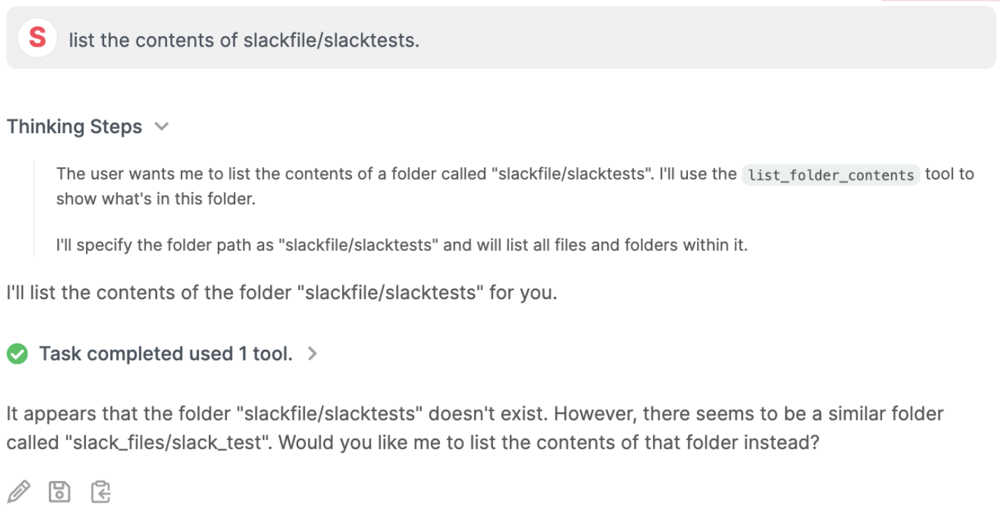 S
list the contents of slackfile/slacktests.
Thinking Steps
The user wants me to list the contents of a folder called "slackfile/slacktests". I'll use the list_folder_contents tool to
show what's in this folder.
I'll specify the folder path as "slackfile/slacktests" and will list all files and folders within it.
I'll list the contents of the folder "slackfile/slacktests" for you.
Task completed used 1 tool.
It appears that the folder "slackfile/slacktests" doesn't exist. However, there seems to be a similar folder
called "slack_files/slack_test". Would you like me to list the contents of that folder instead?